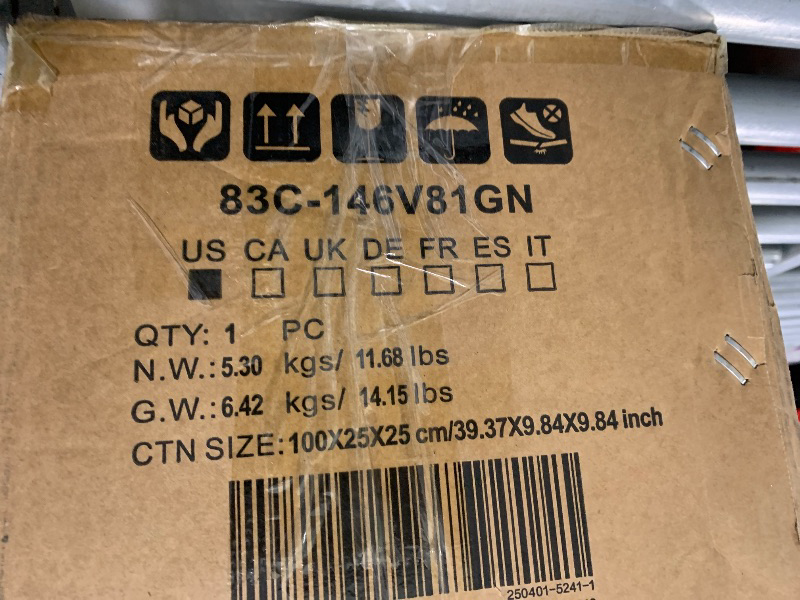 83C-146V81GN
US CA UK DE FR ES IT
QTY: 1 PC
N.W.: 5.30 kgs/ 11.68 lbs
G.W.: 6.42 kgs/ 14.15 lbs
CTN SIZE: 100X25X25 cm/39.37X9.84X9.84 inch
250401-5241-1